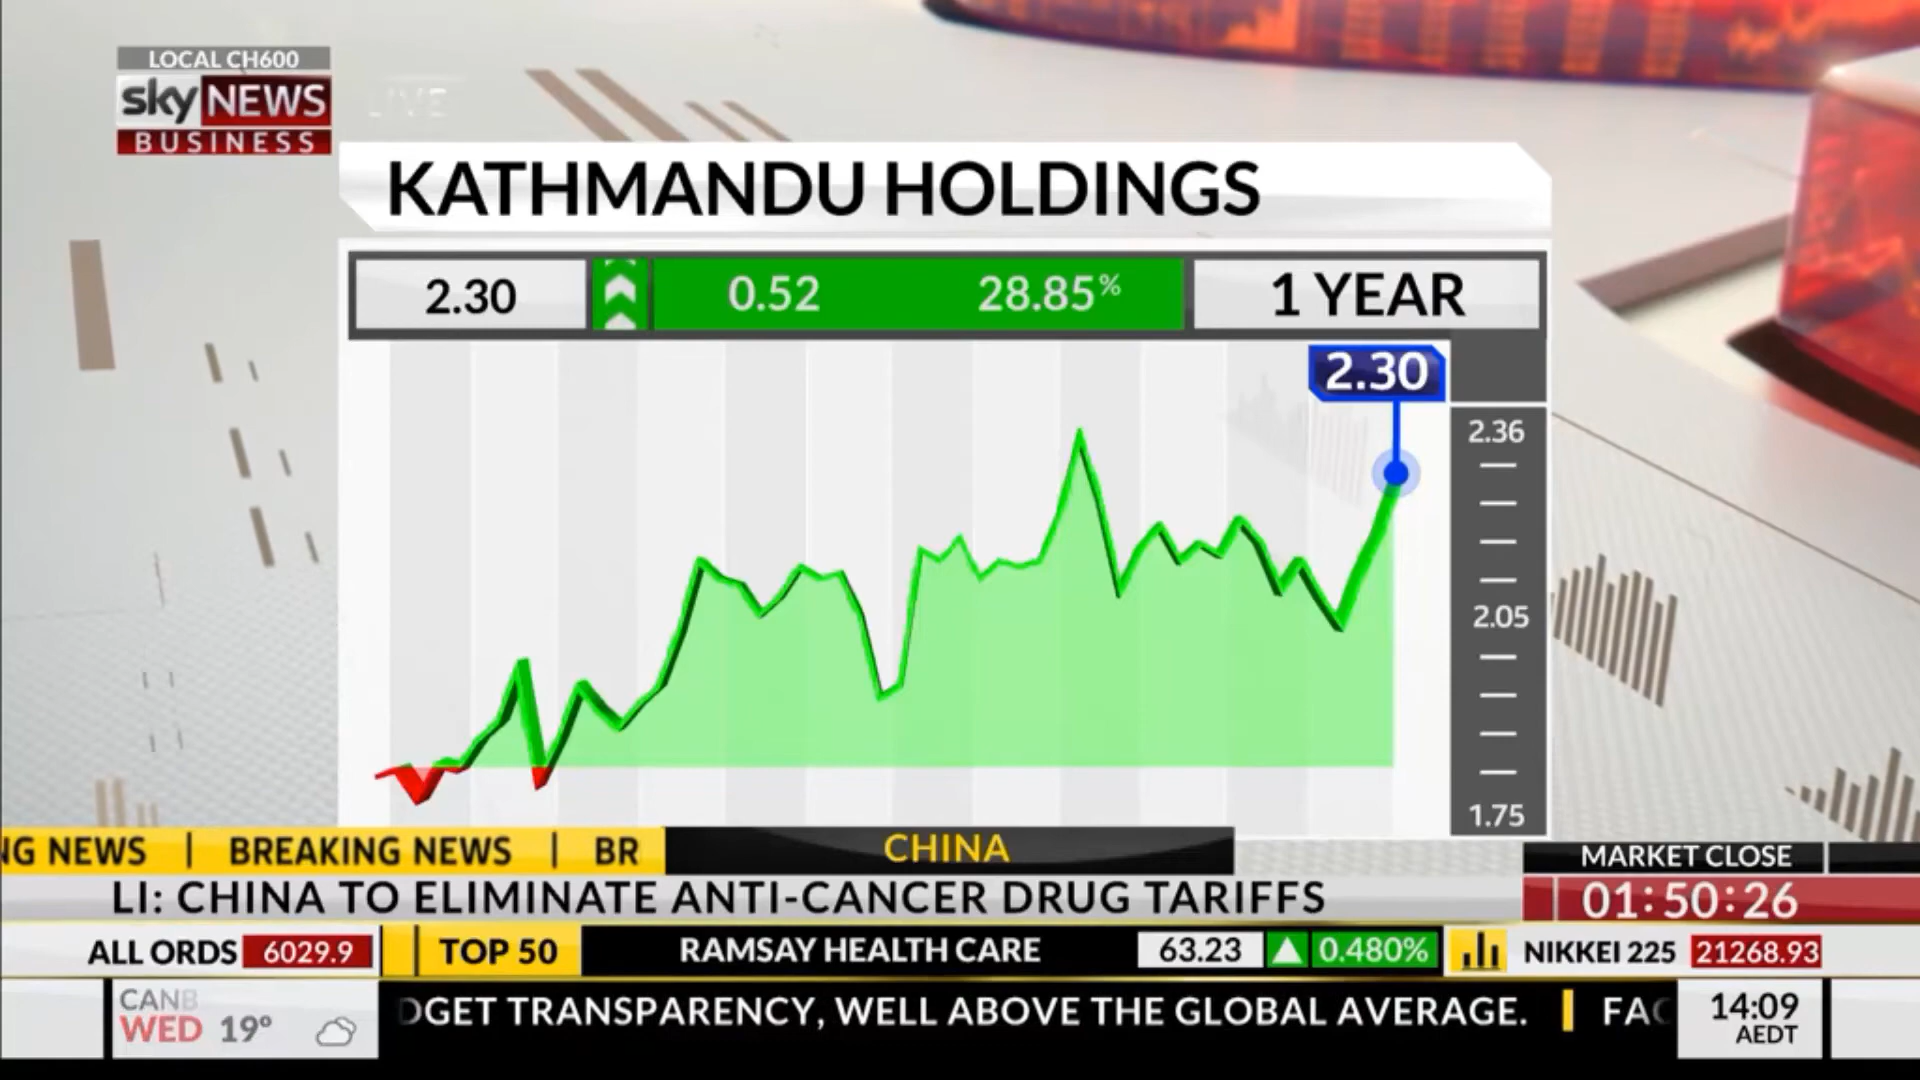 LOCAL CH600
sky NEWS
BUSINESS
LIVE
KATHMANDU HOLDINGS
2.30 0.52 28.85% 1 YEAR
2.30
2.36
2.05
1.75
NG NEWS | BREAKING NEWS | BR
CHINA
MARKET CLOSE
LI: CHINA TO ELIMINATE ANTI-CANCER DRUG TARIFFS
01:50:26
ALL ORDS 6029.9 TOP 50 RAMSAY HEALTH CARE 63.23 0.480% NIKKEI 225 21268.93
CANB
WED 19°
DGET TRANSPARENCY, WELL ABOVE THE GLOBAL AVERAGE. | FAC
14:09
AEDT